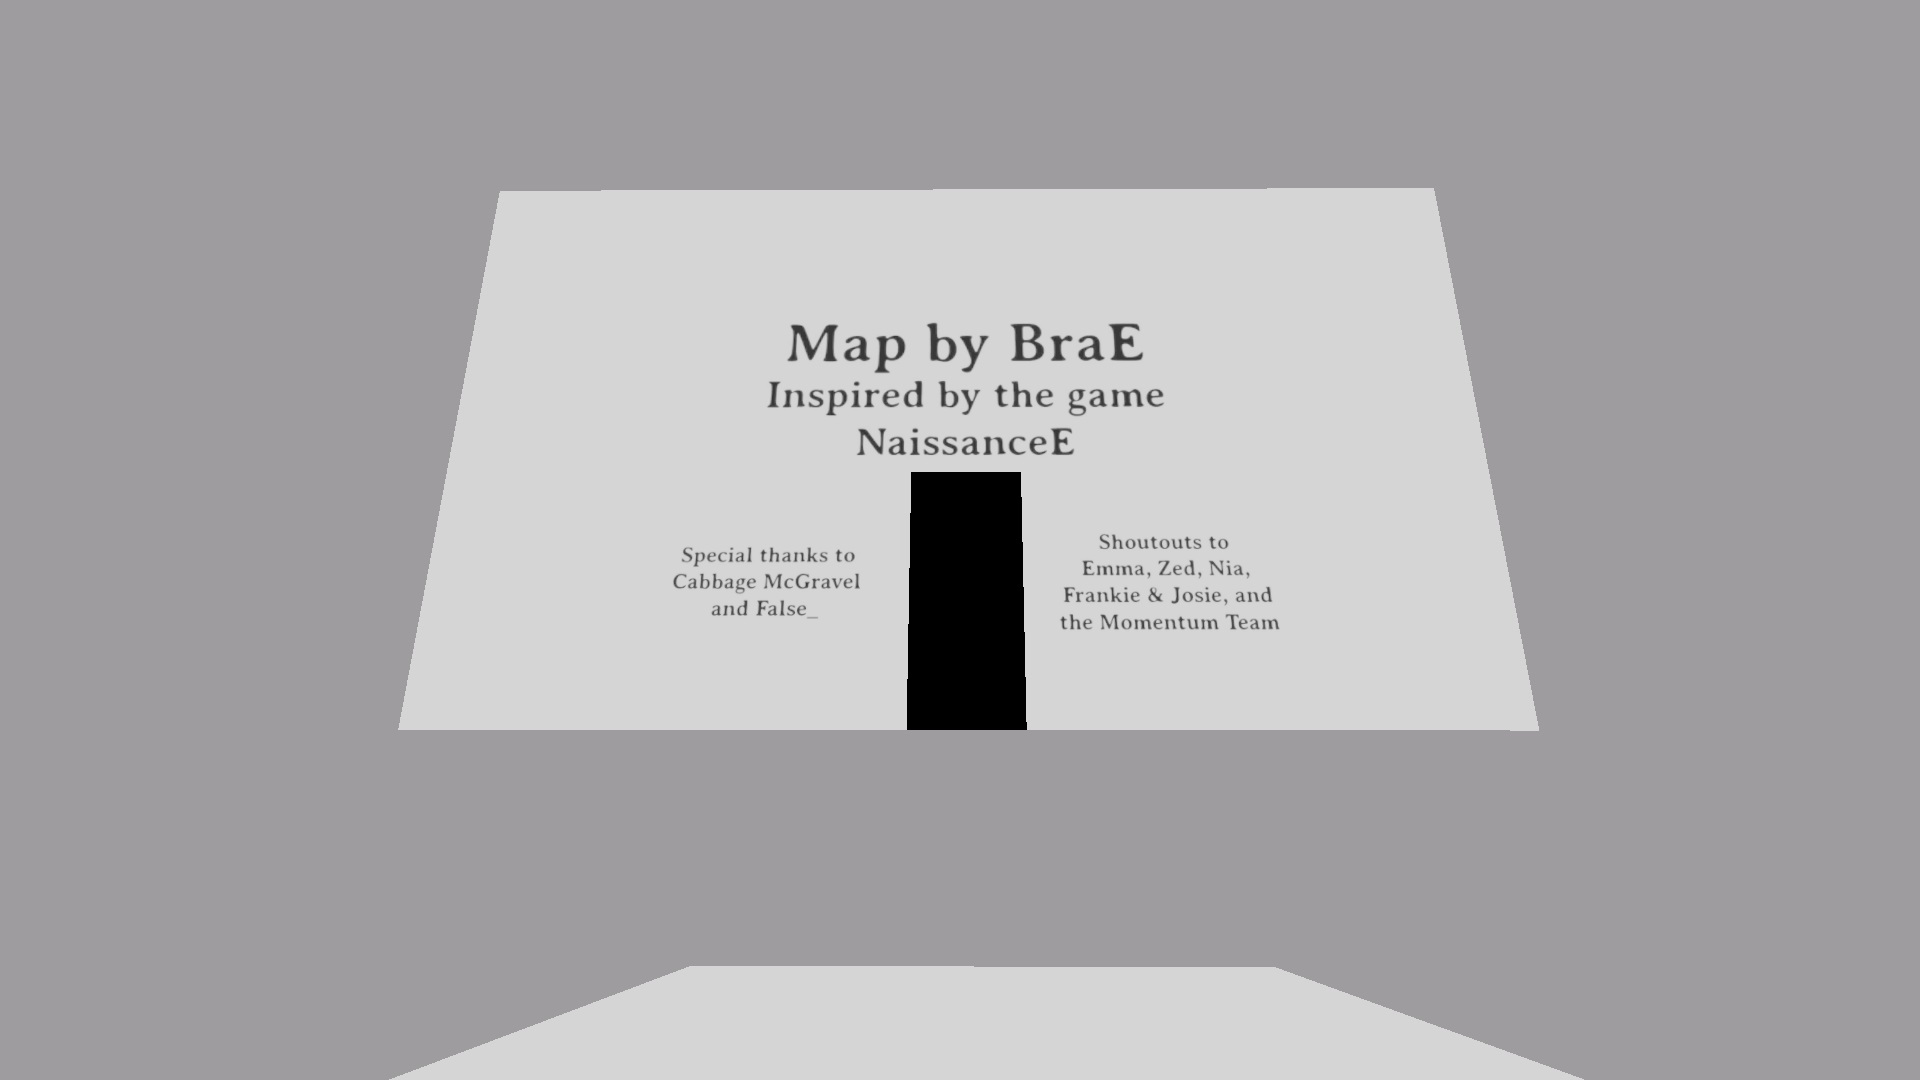 Map by BraE
Inspired by the game
NaissanceE
Special thanks to
Cabbage McGravel
and False_
Shoutouts to
Emma, Zed, Nia,
Frankie & Josie, and
the Momentum Team